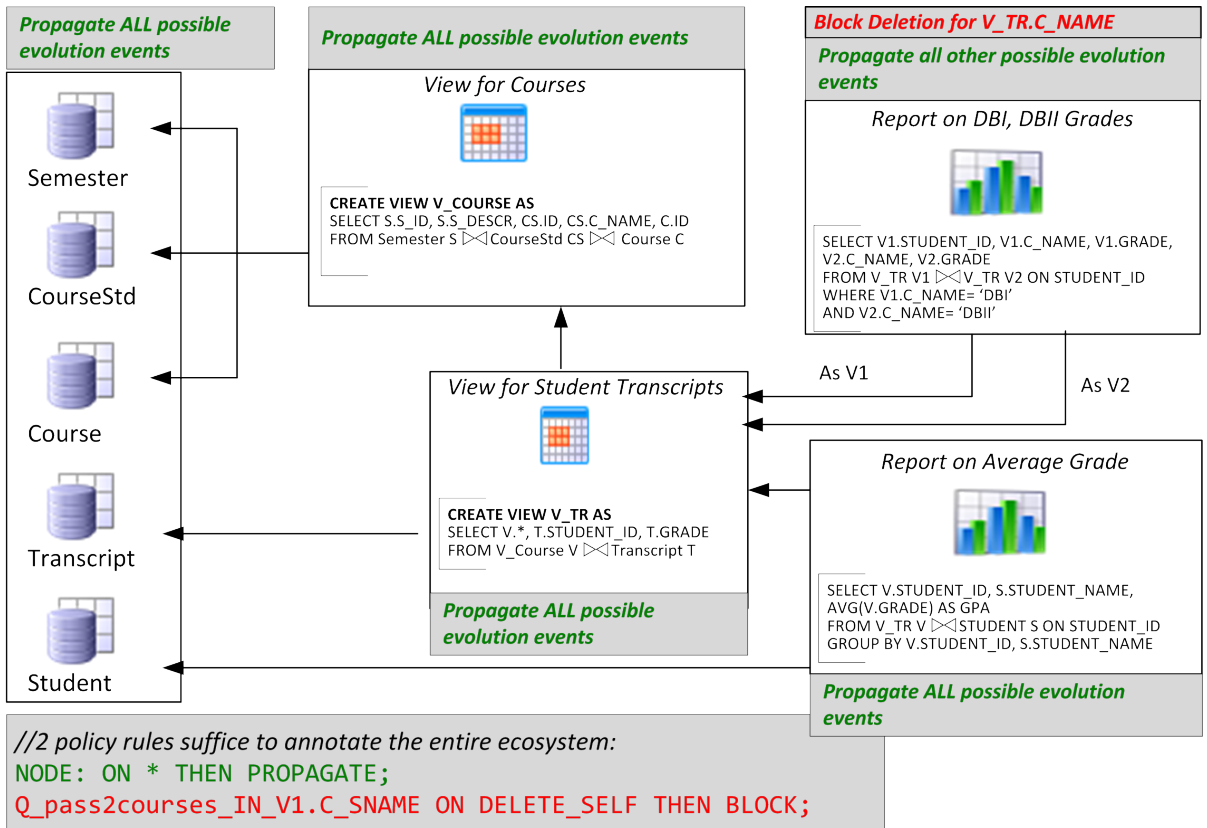 Propagate ALL possible
evolution events
Semester
CourseStd
Course
Transcript
Student
Propagate ALL possible evolution events
View for Courses
CREATE VIEW V_COURSE AS
SELECT S.S_ID, S.S_DESCR, CS.ID, CS.C_NAME, C.ID
FROM Semester S ⋈ CourseStd CS ⋈ Course C
View for Student Transcripts
CREATE VIEW V_TR AS
SELECT V.*, T.STUDENT_ID, T.GRADE
FROM V_Course V ⋈ Transcript T
Propagate ALL possible
evolution events
Block Deletion for V_TR.C_NAME
Propagate all other possible evolution
events
Report on DBI, DBII Grades
SELECT V1.STUDENT_ID, V1.C_NAME, V1.GRADE,
V2.C_NAME, V2.GRADE
FROM V_TR V1 ⋈ V_TR V2 ON STUDENT_ID
WHERE V1.C_NAME= ‘DBI’
AND V2.C_NAME= ‘DBII’
As V1
As V2
Report on Average Grade
SELECT V.STUDENT_ID, S.STUDENT_NAME,
AVG(V.GRADE) AS GPA
FROM V_TR V ⋈ STUDENT S ON STUDENT_ID
GROUP BY V.STUDENT_ID, S.STUDENT_NAME
Propagate ALL possible evolution
events
//2 policy rules suffice to annotate the entire ecosystem:
NODE: ON * THEN PROPAGATE;
Q_pass2courses_IN_V1.C_SNAME ON DELETE_SELF THEN BLOCK;